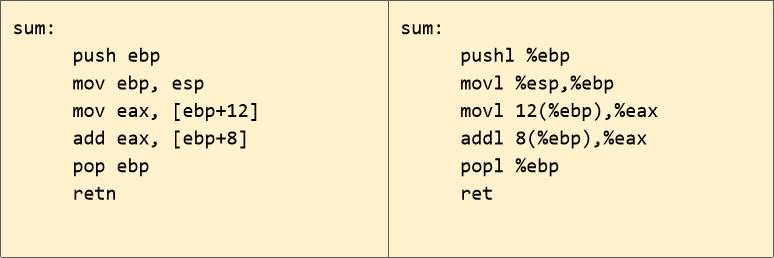 sum:
push ebp
mov ebp, esp
mov eax, [ebp+12]
add eax, [ebp+8]
pop ebp
retn
sum:
pushl %ebp
movl %esp,%ebp
movl 12(%ebp),%eax
addl 8(%ebp),%eax
popl %ebp
ret